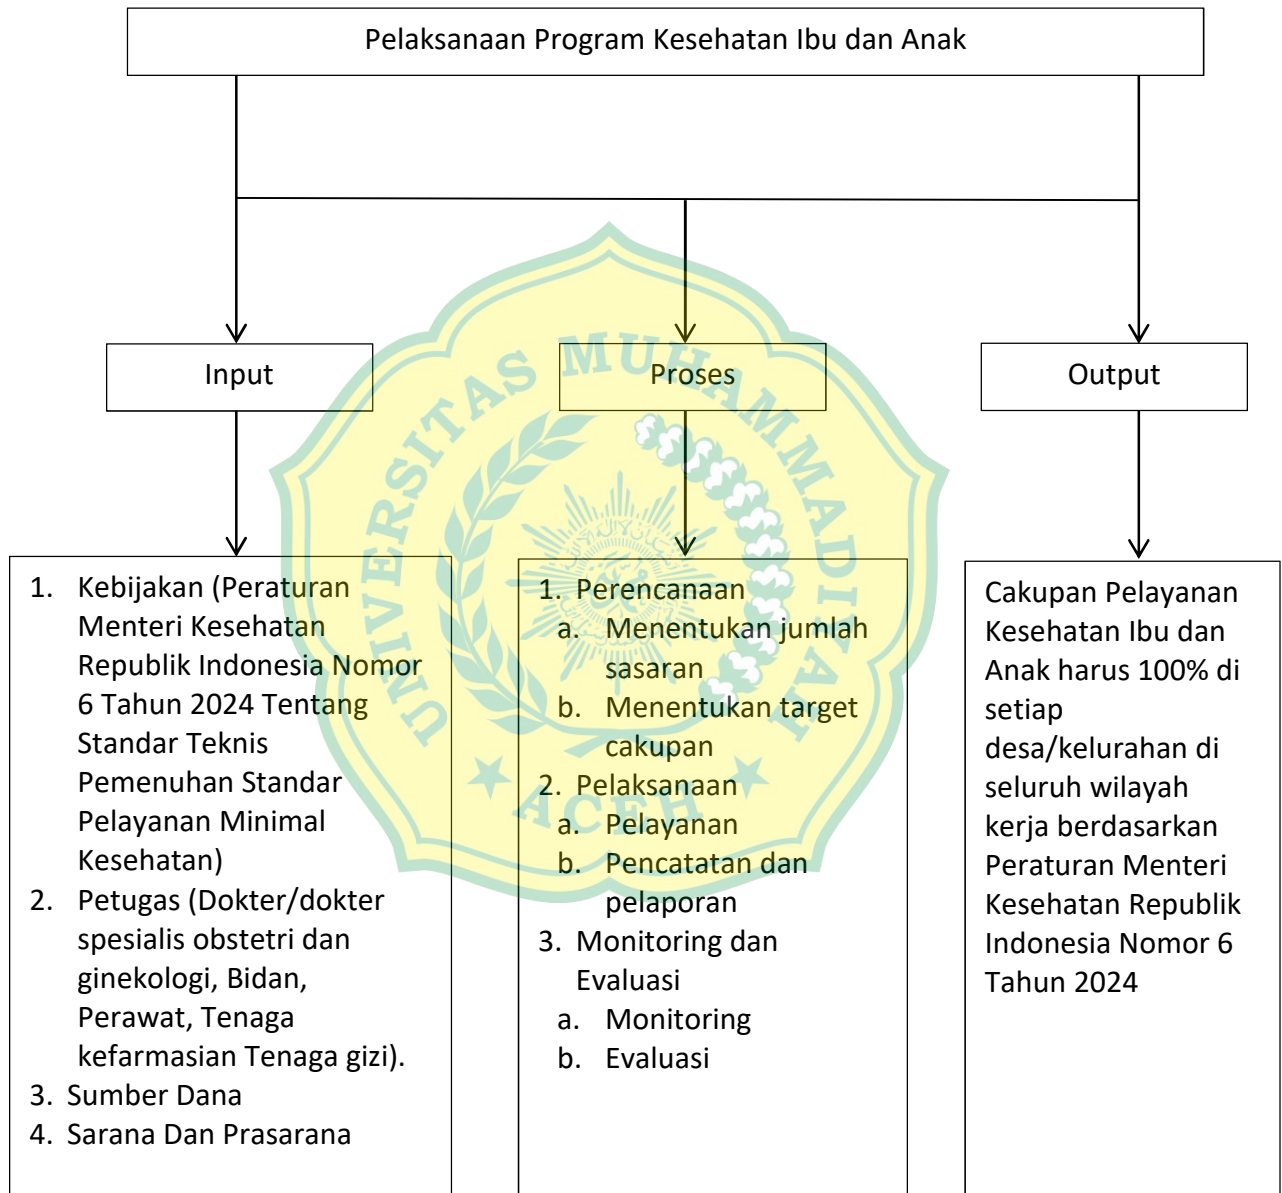 Pelaksanaan Program Kesehatan Ibu dan Anak
Input
Proses
Output
1. Kebijakan (Peraturan
Menteri Kesehatan
Republik Indonesia Nomor
6 Tahun 2024 Tentang
Standar Teknis
Pemenuhan Standar
Pelayanan Minimal
Kesehatan)
2. Petugas (Dokter/dokter
spesialis obstetri dan
ginekologi, Bidan,
Perawat, Tenaga
kefarmasian Tenaga gizi).
3. Sumber Dana
4. Sarana Dan Prasarana
1. Perencanaan
a. Menentukan jumlah
sasaran
b. Menentukan target
cakupan
2. Pelaksanaan
a. Pelayanan
b. Pencatatan dan
pelaporan
3. Monitoring dan
Evaluasi
a. Monitoring
b. Evaluasi
Cakupan Pelayanan
Kesehatan Ibu dan
Anak harus 100% di
setiap
desa/kelurahan di
seluruh wilayah
kerja berdasarkan
Peraturan Menteri
Kesehatan Republik
Indonesia Nomor 6
Tahun 2024
UNIVERSITAS MUHAMMADIYAH
ACEH